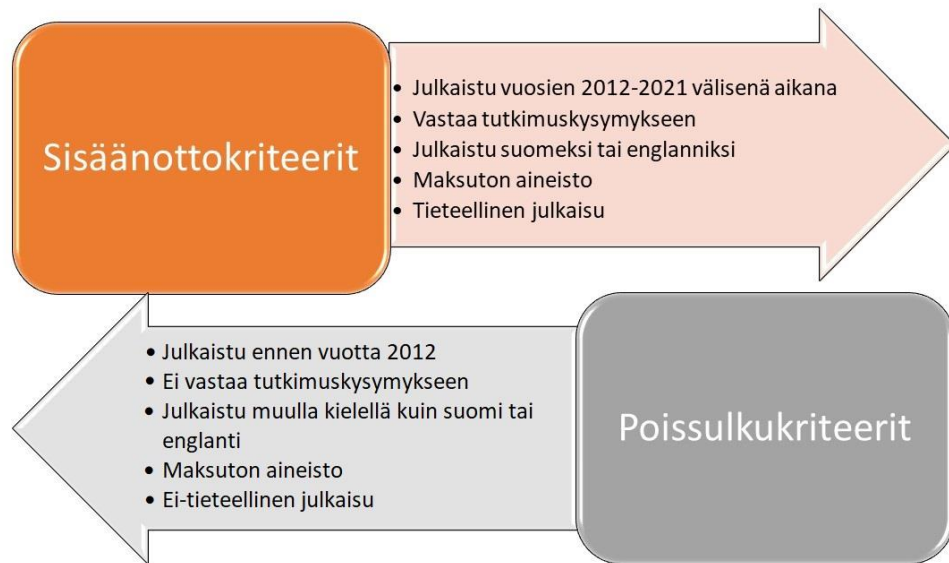 Sisäänottokriteerit
• Julkaistu vuosien 2012-2021 välisenä aikana
• Vastaa tutkimuskysymykseen
• Julkaistu suomeksi tai englanniksi
• Maksuton aineisto
• Tieteellinen julkaisu
• Julkaistu ennen vuotta 2012
• Ei vastaa tutkimuskysymykseen
• Julkaistu muulla kielellä kuin suomi tai
englanti
• Maksuton aineisto
• Ei-tieteellinen julkaisu
Poissulkukriteerit